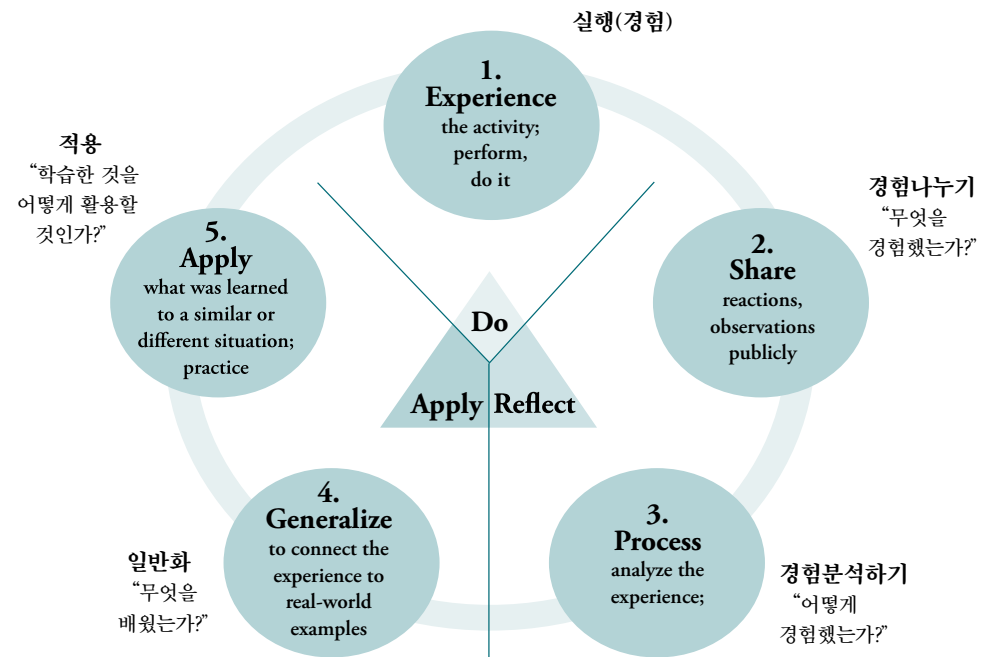 실행(경험)
1.
Experience
the activity;
perform,
do it
경험나누기
“무엇을
경험했는가?”
2.
Share
reactions,
observations
publicly
경험분석하기
“어떻게
경험했는가?”
3.
Process
analyze the
experience;
일반화
“무엇을
배웠는가?”
4.
Generalize
to connect the
experience to
real-world
examples
적용
“학습한 것을
어떻게 활용할
것인가?”
5.
Apply
what was learned
to a similar or
different situation;
practice
Do
Apply Reflect